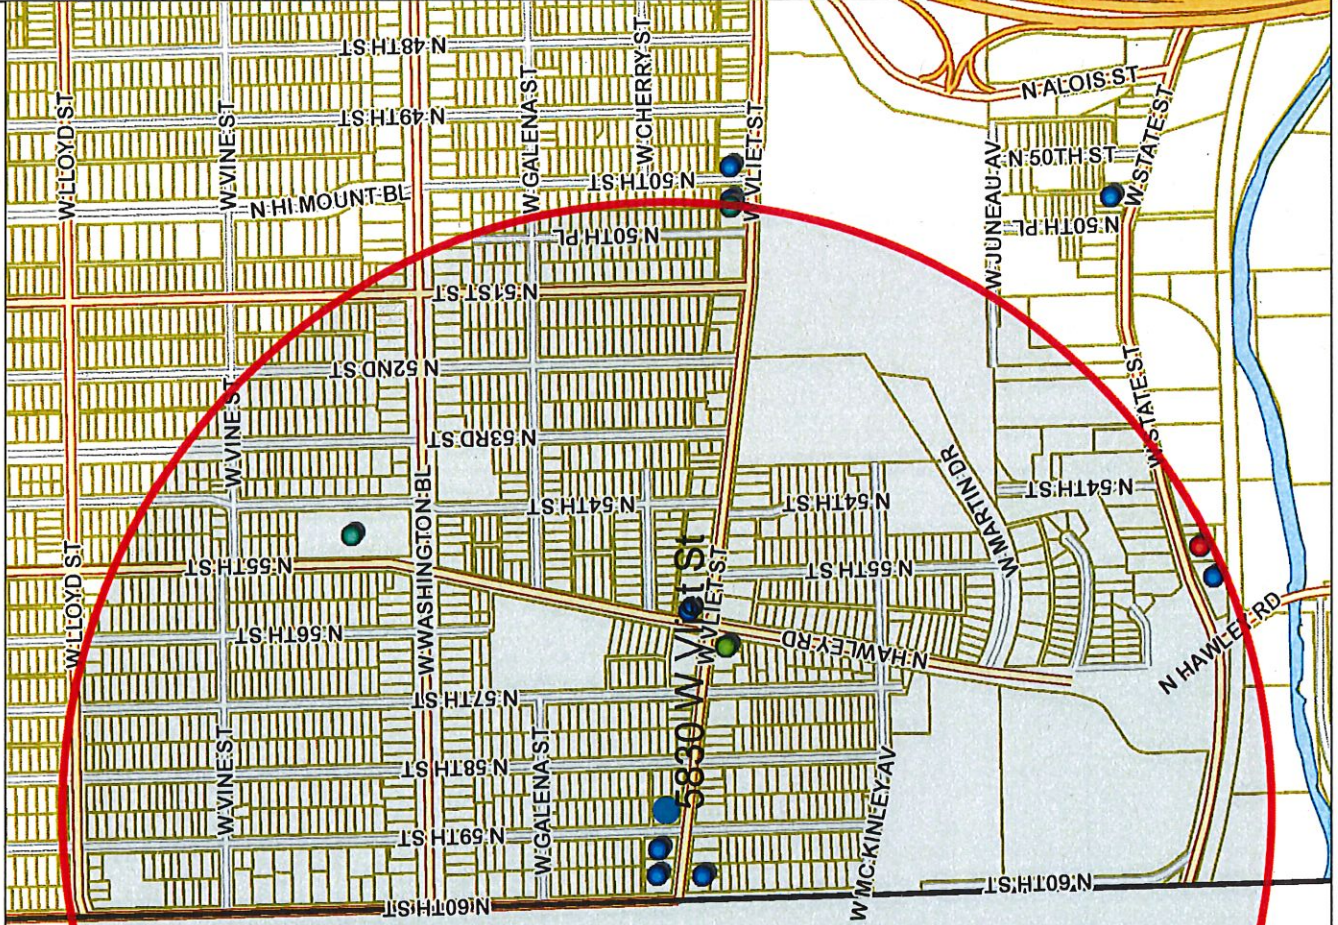 N 48TH ST
W CHERRY ST
W GALENA ST
N ALOIS ST
W LLOYD ST
W VINE ST
N 49TH ST
W VLIET ST
W STATE ST
N 50TH ST
N 50TH ST
W JUNEAU AV
N HI MOUNT BL
N 50TH PL
N 50TH PL
N 51ST ST
N 52ND ST
W VINE ST
W STATE ST
N 53RD ST
W MARTIN DR
W WASHINGTON BL
N 54TH ST
N 54TH ST
N 54TH ST
W LLOYD ST
N 55TH ST
N 55TH ST
W VLIET ST
5830 W Vliet St
N 56TH ST
N HAWLEY RD
N HAWLEY RD
N 57TH ST
W VINE ST
W GALENA ST
N 58TH ST
W MC KINLEY AV
N 59TH ST
N 60TH ST
N 60TH ST